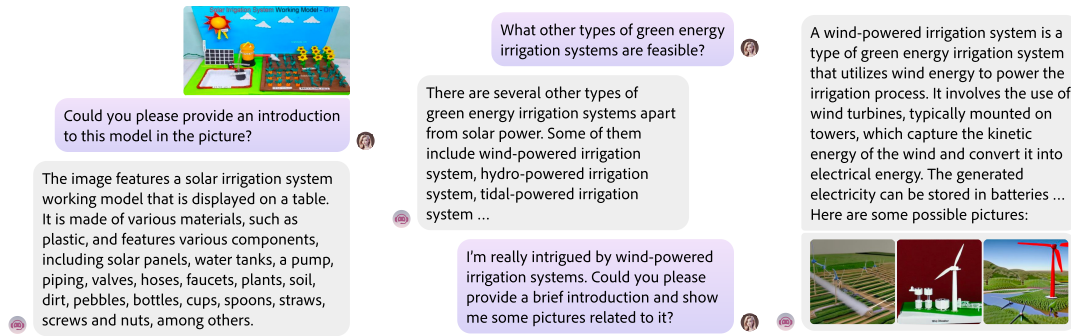 Solar Irrigation System Working Model - DIY
Could you please provide an introduction
to this model in the picture?
The image features a solar irrigation system
working model that is displayed on a table.
It is made of various materials, such as
plastic, and features various components,
including solar panels, water tanks, a pump,
piping, valves, hoses, faucets, plants, soil,
dirt, pebbles, bottles, cups, spoons, straws,
screws and nuts, among others.
What other types of green energy
irrigation systems are feasible?
There are several other types of
green energy irrigation systems apart
from solar power. Some of them
include wind-powered irrigation
system, hydro-powered irrigation
system, tidal-powered irrigation
system ...
I'm really intrigued by wind-powered
irrigation systems. Could you please
provide a brief introduction and show
me some pictures related to it?
A wind-powered irrigation system is a
type of green energy irrigation system
that utilizes wind energy to power the
irrigation process. It involves the use of
wind turbines, typically mounted on
towers, which capture the kinetic
energy of the wind and convert it into
electrical energy. The generated
electricity can be stored in batteries ...
Here are some possible pictures: